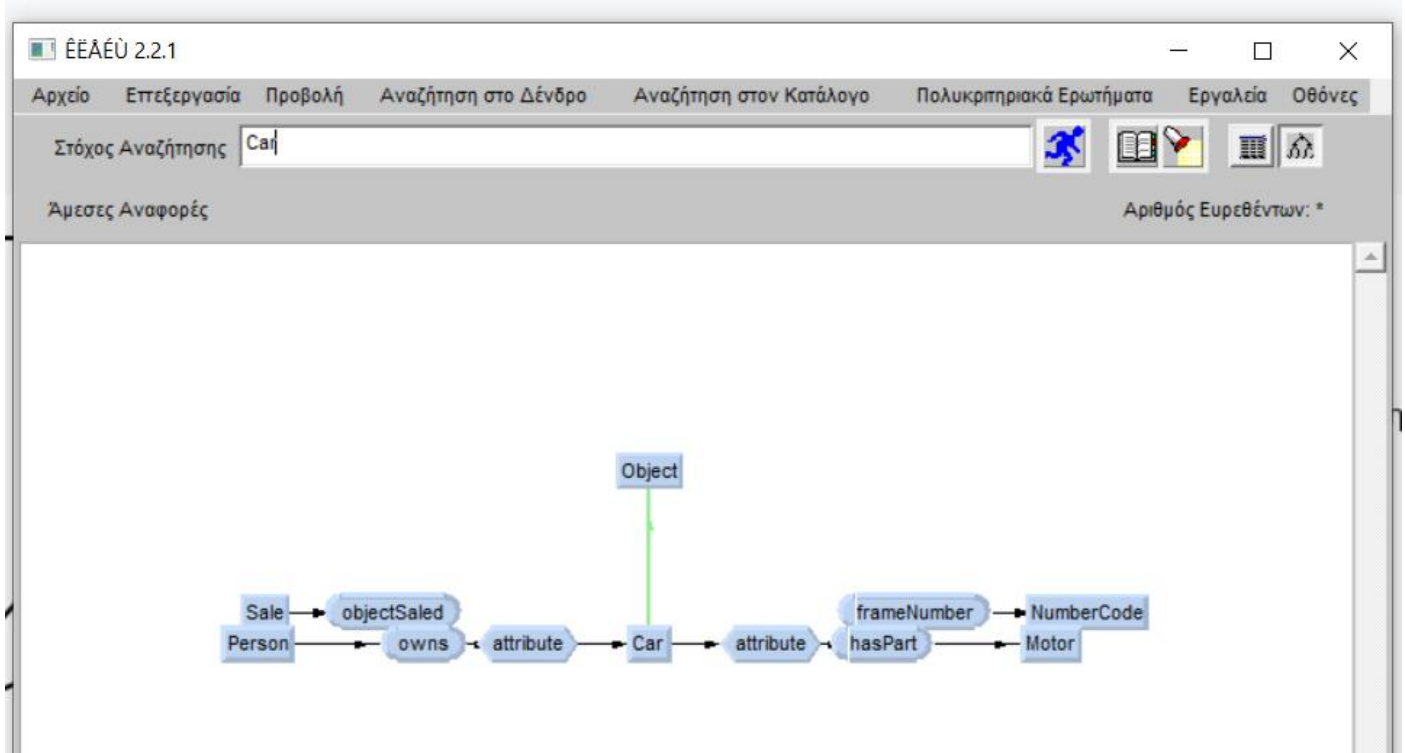 ÊËÅÉÙ 2.2.1
Αρχείο Επεξεργασία Προβολή Αναζήτηση στο Δένδρο Αναζήτηση στον Κατάλογο Πολυκριτηριακά Ερωτήματα Εργαλεία Οθόνες
Στόχος Αναζήτησης Car
Άμεσες Αναφορές Αριθμός Ευρεθέντων: *
Object
Sale objectSaled frameNumber NumberCode
Person owns attribute Car attribute hasPart Motor